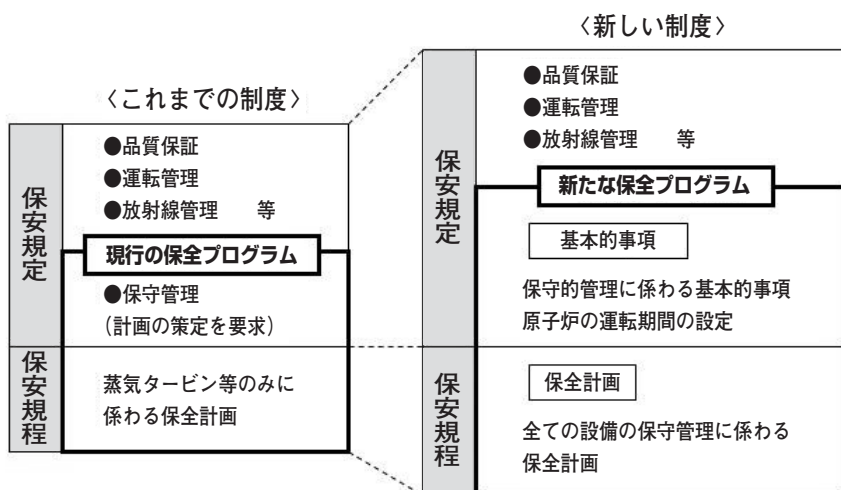 〈これまでの制度〉
保安規定
●品質保証
●運転管理
●放射線管理　等
現行の保全プログラム
●保守管理
(計画の策定を要求)
保安規程
蒸気タービン等のみに
係わる保全計画
〈新しい制度〉
保安規定
●品質保証
●運転管理
●放射線管理　等
新たな保全プログラム
基本的事項
保守的管理に係わる基本的事項
原子炉の運転期間の設定
保安規程
保全計画
全ての設備の保守管理に係わる
保全計画